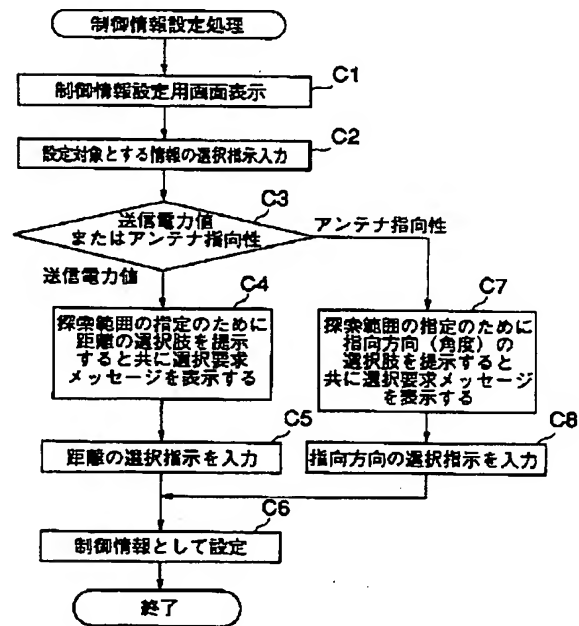 制御情報設定処理
C1
制御情報設定用画面表示
C2
設定対象とする情報の選択指示入力
C3
送信電力値
またはアンテナ指向性
アンテナ指向性
送信電力値
C4
探索範囲の指定のために
距離の選択肢を提示
すると共に選択要求
メッセージを表示する
C7
探索範囲の指定のために
指向方向（角度）の
選択肢を提示すると
共に選択要求メッセージ
を表示する
C5
距離の選択指示を入力
C8
指向方向の選択指示を入力
C6
制御情報として設定
終了